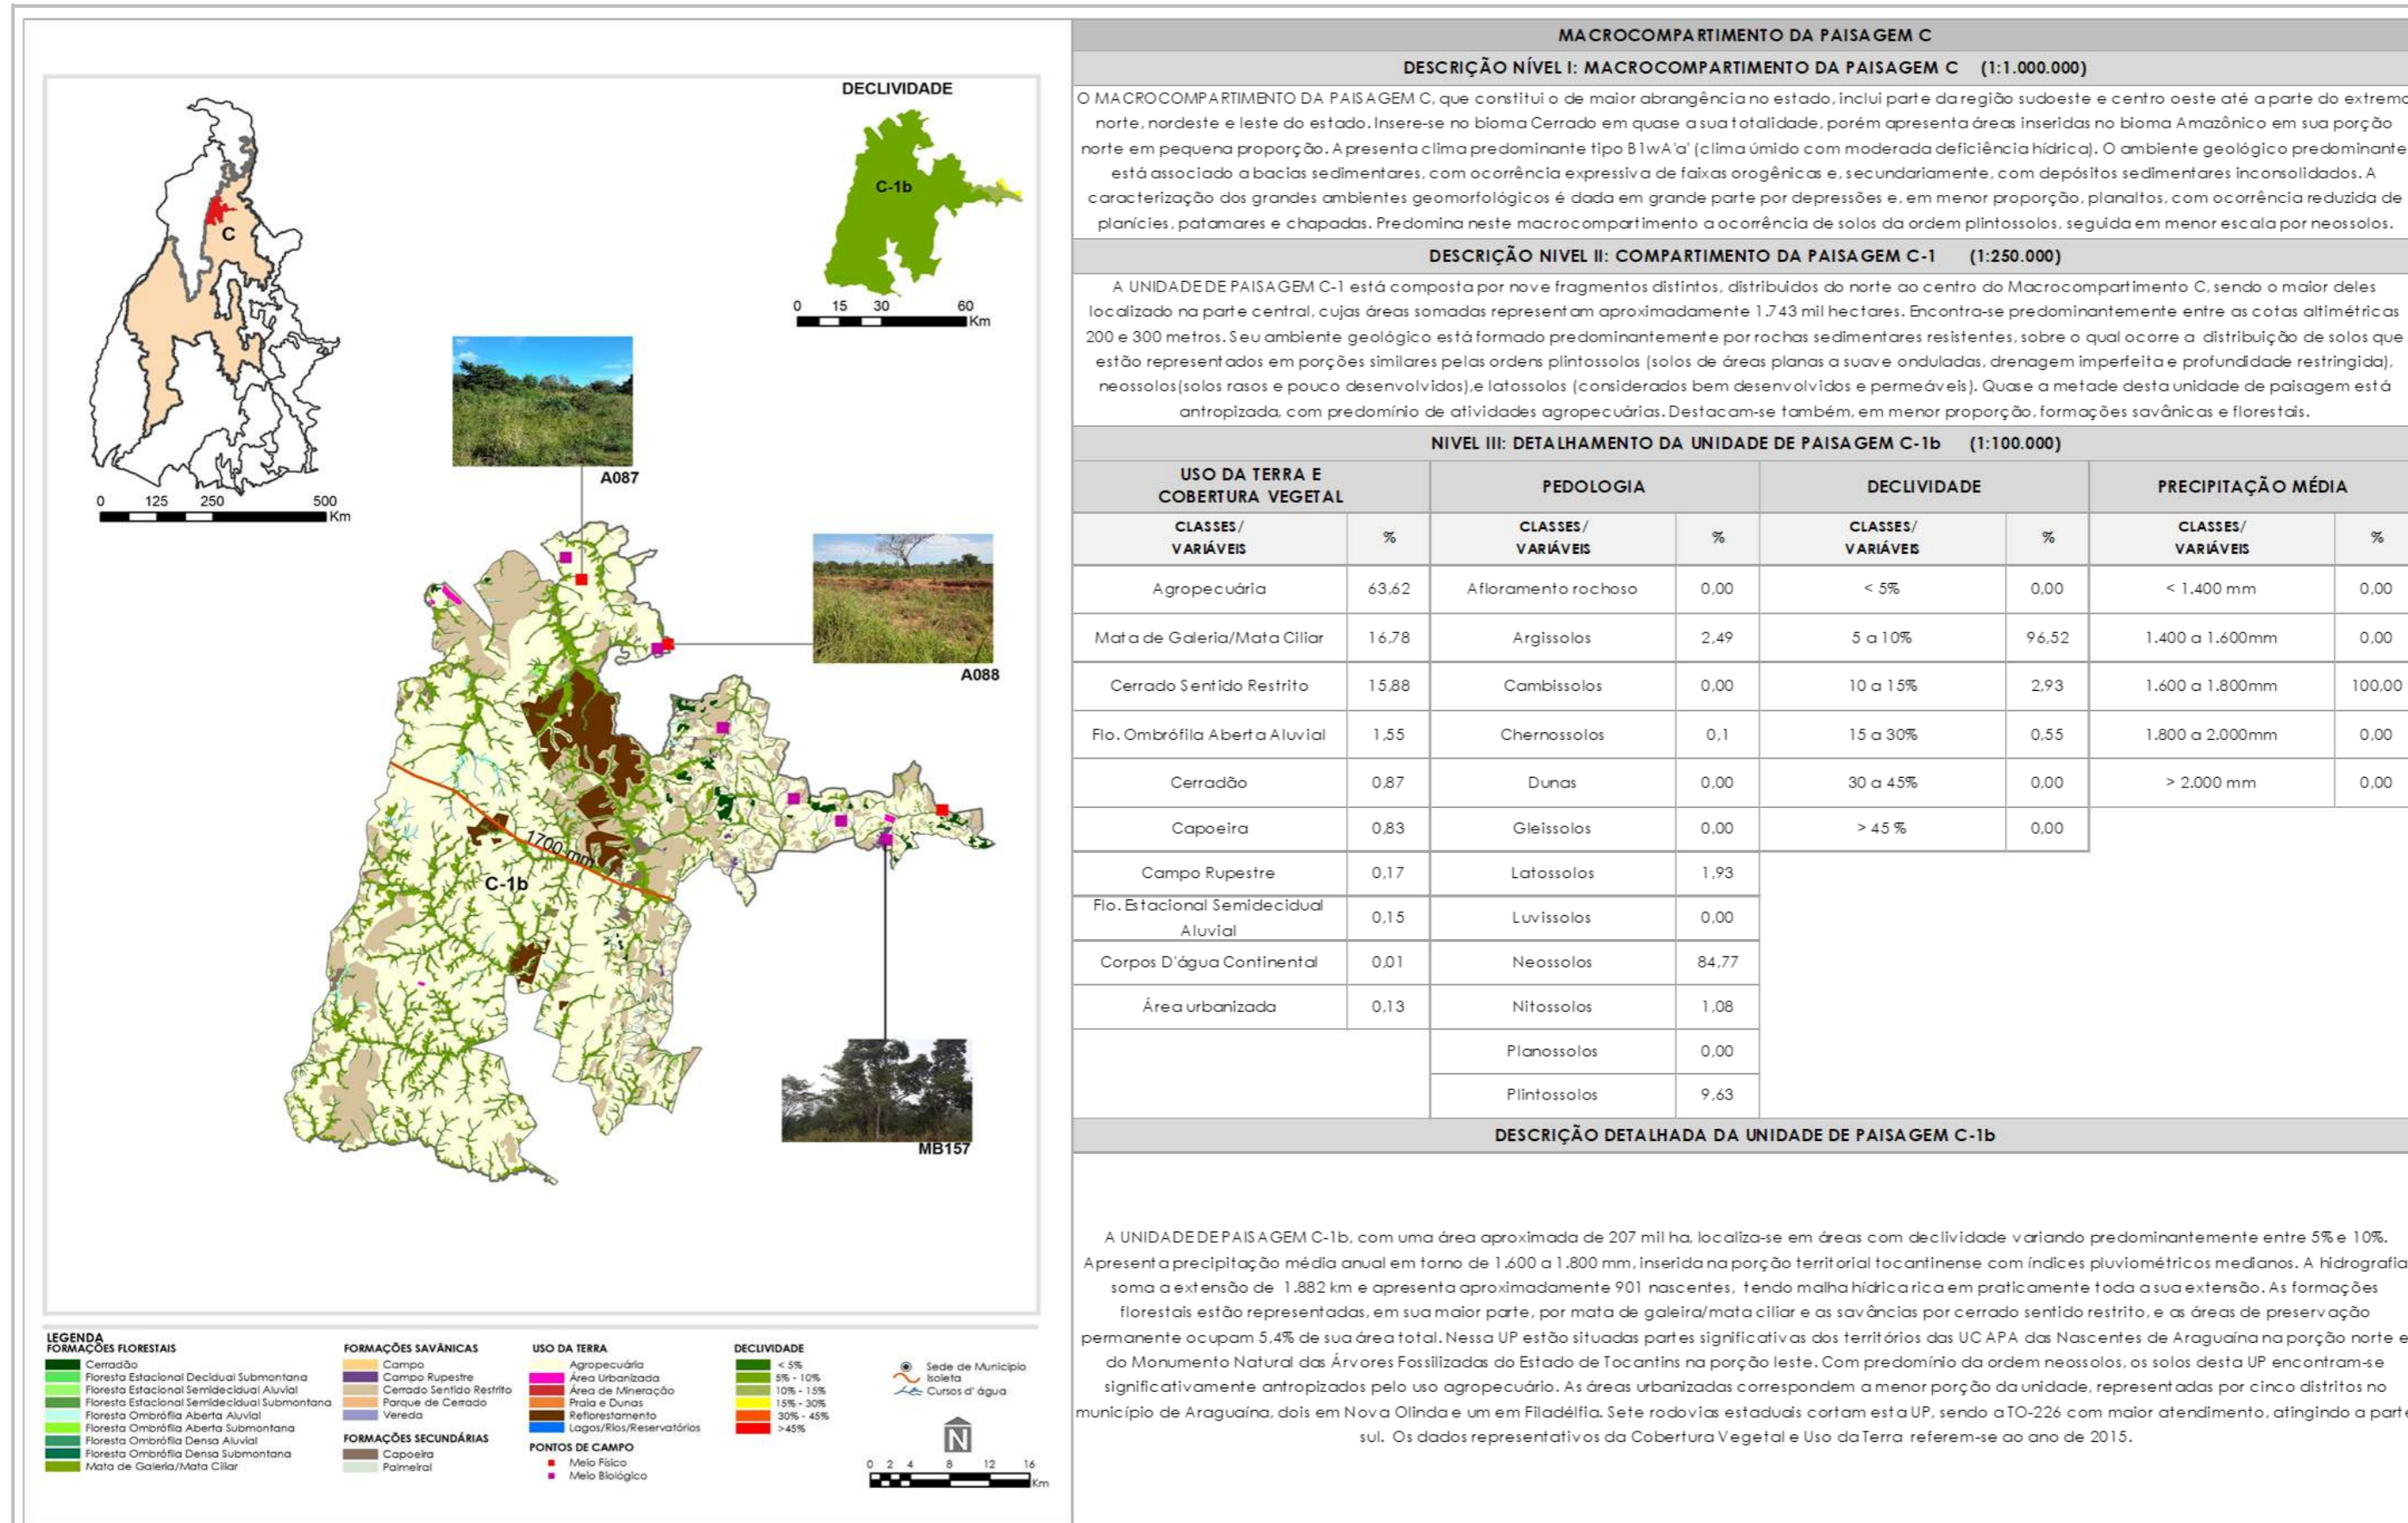 DECLIVIDADE
C-1b
0 15 30 60
Km
C
0 125 250 500
Km
A087
A088
1700 mm
C-1b
MB157
LEGENDA
FORMAÇÕES FLORESTAIS
Cerradão
Floresta Estacional Decidual Submontana
Floresta Estacional Semidecidual Aluvial
Floresta Estacional Semidecidual Submontana
Floresta Ombrófila Aberta Aluvial
Floresta Ombrófila Aberta Submontana
Floresta Ombrófila Densa Aluvial
Floresta Ombrófila Densa Submontana
Mata de Galeria/Mata Ciliar
FORMAÇÕES SAVÂNICAS
Campo
Campo Rupestre
Cerrado Sentido Restrito
Parque de Cerrado
Vereda
FORMAÇÕES SECUNDÁRIAS
Capoeira
Palmeiral
USO DA TERRA
Agropecuária
Área Urbanizada
Área de Mineração
Praia e Dunas
Reflorestamento
Lagos/Rios/Reservatórios
PONTOS DE CAMPO
Meio Físico
Meio Biológico
DECLIVIDADE
< 5%
5% - 10%
10% - 15%
15% - 30%
30% - 45%
>45%
Sede de Município
Isoleta
Cursos d' água
N
0 2 4 8 12 16
Km
MACROCOMPARTIMENTO DA PAISAGEM C
DESCRIÇÃO NÍVEL I: MACROCOMPARTIMENTO DA PAISAGEM C (1:1.000.000)
O MACROCOMPARTIMENTO DA PAISAGEM C, que constitui o de maior abrangência no estado, inclui parte da região sudoeste e centro oeste até a parte do extremo
norte, nordeste e leste do estado. Insere-se no bioma Cerrado em quase a sua totalidade, porém apresenta áreas inseridas no bioma Amazônico em sua porção
norte em pequena proporção. Apresenta clima predominante tipo B1wA'a' (clima úmido com moderada deficiência hídrica). O ambiente geológico predominante
está associado a bacias sedimentares, com ocorrência expressiva de faixas orogênicas e, secundariamente, com depósitos sedimentares inconsolidados. A
caracterização dos grandes ambientes geomorfológicos é dada em grande parte por depressões e, em menor proporção, planaltos, com ocorrência reduzida de
planícies, patamares e chapadas. Predomina neste macrocompartimento a ocorrência de solos da ordem plintossolos, seguida em menor escala por neossolos.
DESCRIÇÃO NIVEL II: COMPARTIMENTO DA PAISAGEM C-1 (1:250.000)
A UNIDADE DE PAISAGEM C-1 está composta por nove fragmentos distintos, distribuidos do norte ao centro do Macrocompartimento C, sendo o maior deles
localizado na parte central, cujas áreas somadas representam aproximadamente 1.743 mil hectares. Encontra-se predominantemente entre as cotas altimétricas
200 e 300 metros. Seu ambiente geológico está formado predominantemente por rochas sedimentares resistentes, sobre o qual ocorre a distribuição de solos que
estão representados em porções similares pelas ordens plintossolos (solos de áreas planas a suave onduladas, drenagem imperfeita e profundidade restringida),
neossolos(solos rasos e pouco desenvolvidos),e latossolos (considerados bem desenvolvidos e permeáveis). Quase a metade desta unidade de paisagem está
antropizada, com predomínio de atividades agropecuárias. Destacam-se também, em menor proporção, formações savânicas e florestais.
NIVEL III: DETALHAMENTO DA UNIDADE DE PAISAGEM C-1b (1:100.000)
USO DA TERRA E
COBERTURA VEGETAL
PEDOLOGIA DECLIVIDADE PRECIPITAÇÃO MÉDIA
CLASSES/
VARIÁVEIS % CLASSES/
VARIÁVEIS % CLASSES/
VARIÁVEIS % CLASSES/
VARIÁVEIS %
Agropecuária 63,62 Afloramento rochoso 0,00 < 5% 0,00 < 1.400 mm 0,00
Mata de Galeria/Mata Ciliar 16,78 Argissolos 2,49 5 a 10% 96,52 1.400 a 1.600mm 0,00
Cerrado Sentido Restrito 15,88 Cambissolos 0,00 10 a 15% 2,93 1.600 a 1.800mm 100,00
Flo. Ombrófila Aberta Aluvial 1,55 Chernossolos 0,1 15 a 30% 0,55 1.800 a 2.000mm 0,00
Cerradão 0,87 Dunas 0,00 30 a 45% 0,00 > 2.000 mm 0,00
Capoeira 0,83 Gleissolos 0,00 > 45 % 0,00
Campo Rupestre 0,17 Latossolos 1,93
Flo. Estacional Semidecidual
Aluvial 0,15 Luvissolos 0,00
Corpos D'água Continental 0,01 Neossolos 84,77
Área urbanizada 0,13 Nitossolos 1,08
Planossolos 0,00
Plintossolos 9,63
DESCRIÇÃO DETALHADA DA UNIDADE DE PAISAGEM C-1b
A UNIDADE DE PAISAGEM C-1b, com uma área aproximada de 207 mil ha, localiza-se em áreas com declividade variando predominantemente entre 5% e 10%.
Apresenta precipitação média anual em torno de 1.600 a 1.800 mm, inserida na porção territorial tocantinense com índices pluviométricos medianos. A hidrografia
soma a extensão de 1.882 km e apresenta aproximadamente 901 nascentes, tendo malha hídrica rica em praticamente toda a sua extensão. As formações
florestais estão representadas, em sua maior parte, por mata de galeira/mata ciliar e as savâncias por cerrado sentido restrito, e as áreas de preservação
permanente ocupam 5,4% de sua área total. Nessa UP estão situadas partes significativas dos territórios das UC APA das Nascentes de Araguaína na porção norte e
do Monumento Natural das Árvores Fossilizadas do Estado de Tocantins na porção leste. Com predomínio da ordem neossolos, os solos desta UP encontram-se
significativamente antropizados pelo uso agropecuário. As áreas urbanizadas correspondem a menor porção da unidade, representadas por cinco distritos no
município de Araguaína, dois em Nova Olinda e um em Filadélfia. Sete rodovias estaduais cortam esta UP, sendo a TO-226 com maior atendimento, atingindo a parte
sul. Os dados representativos da Cobertura Vegetal e Uso da Terra referem-se ao ano de 2015.